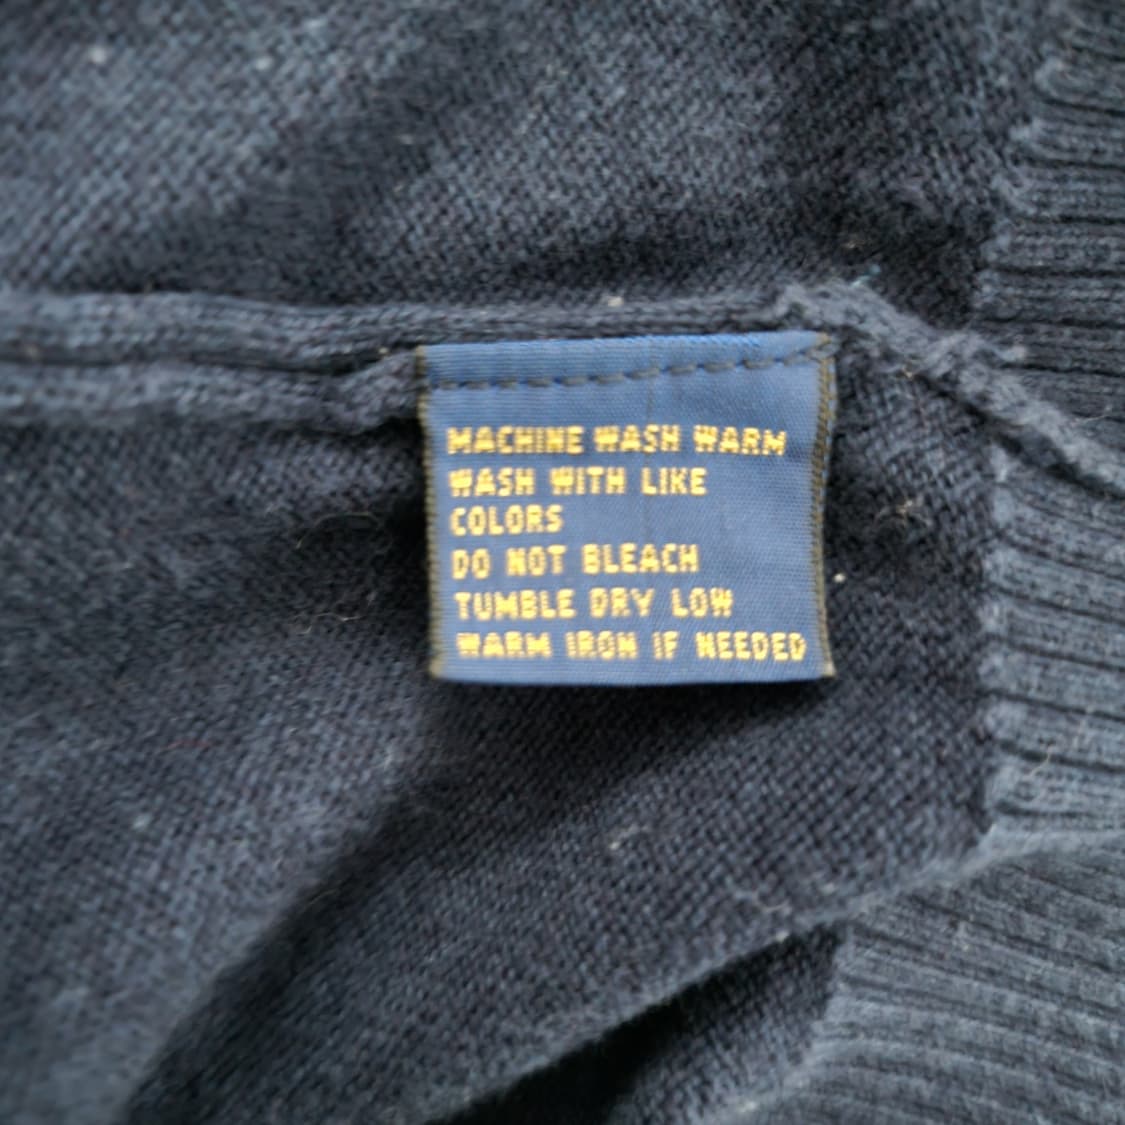 MACHINE WASH WARM
WASH WITH LIKE
COLORS
DO NOT BLEACH
TUMBLE DRY LOW
WARM IRON IF NEEDED